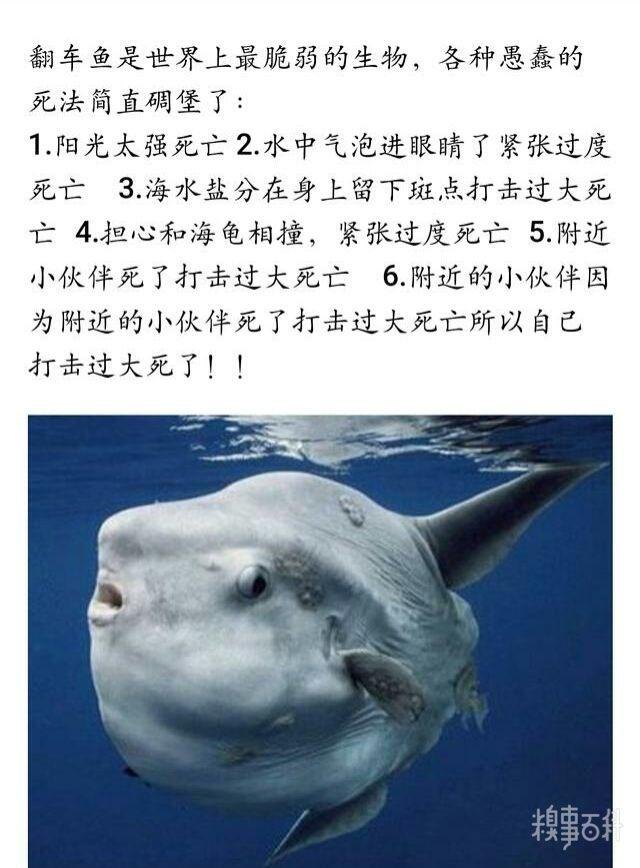 翻车鱼是世界上最脆弱的生物，各种愚蠢的
死法简直碉堡了：
1.阳光太强死亡 2.水中气泡进眼睛了紧张过度
死亡 3.海水盐分在身上留下斑点打击过大死
亡 4.担心和海龟相撞，紧张过度死亡 5.附近
小伙伴死了打击过大死亡 6.附近的小伙伴因
为附近的小伙伴死了打击过大死亡所以自己
打击过大死了！！
糗事百科